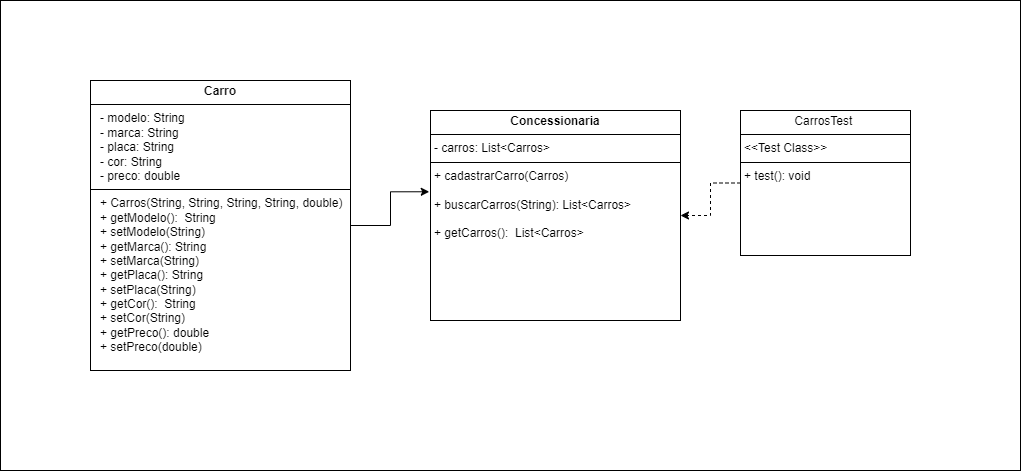 Carro
- modelo: String
- marca: String
- placa: String
- cor: String
- preco: double
+ Carros(String, String, String, String, double)
+ getModelo(): String
+ setModelo(String)
+ getMarca(): String
+ setMarca(String)
+ getPlaca(): String
+ setPlaca(String)
+ getCor(): String
+ setCor(String)
+ getPreco(): double
+ setPreco(double)
Concessionaria
- carros: List<Carros>
+ cadastrarCarro(Carros)
+ buscarCarros(String): List<Carros>
+ getCarros(): List<Carros>
CarrosTest
<<Test Class>>
+ test(): void